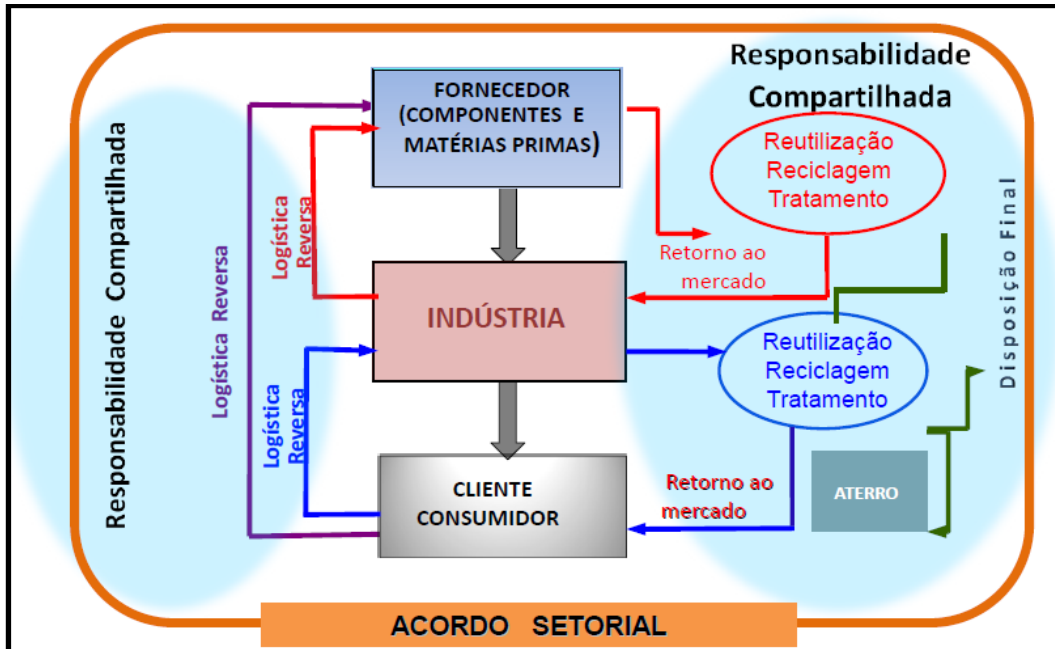 Responsabilidade
Compartilhada
Responsabilidade Compartilhada
FORNECEDOR
(COMPONENTES E
MATÉRIAS PRIMAS)
Reutilização
Reciclagem
Tratamento
Logística
Reversa
Logística Reversa
Retorno ao
mercado
Disposição Final
INDÚSTRIA
Reutilização
Reciclagem
Tratamento
Logística
Reversa
CLIENTE
CONSUMIDOR
Retorno ao
mercado
ATERRO
ACORDO SETORIAL